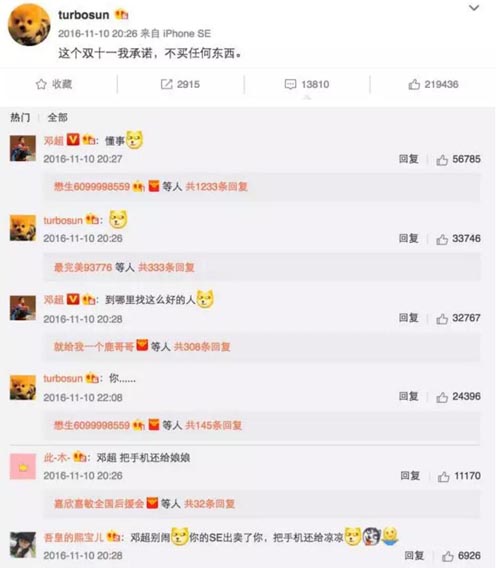 turbosun
2016-11-10 20:26 来自 iPhone SE
这个双十一我承诺，不买任何东西。
收藏 2915 13810 219436
热门 全部
邓超：懂事
2016-11-10 20:27 回复 56785
懋生6099998559 等人 共1233条回复
turbosun：
2016-11-10 20:26 回复 33746
最完美93776 等人 共333条回复
邓超：到哪里找这么好的人
2016-11-10 20:28 回复 32767
就给我一个鹿哥哥 等人 共308条回复
turbosun：你......
2016-11-10 22:08 回复 24396
懋生6099998559 等人 共145条回复
此-木-：邓超 把手机还给娘娘
2016-11-10 20:26 回复 11170
嘉欣嘉敏全国后援会 等人 共32条回复
吾皇的熙宝儿：邓超别闹 你的SE出卖了你，把手机还给凉凉
2016-11-10 20:28 回复 6926